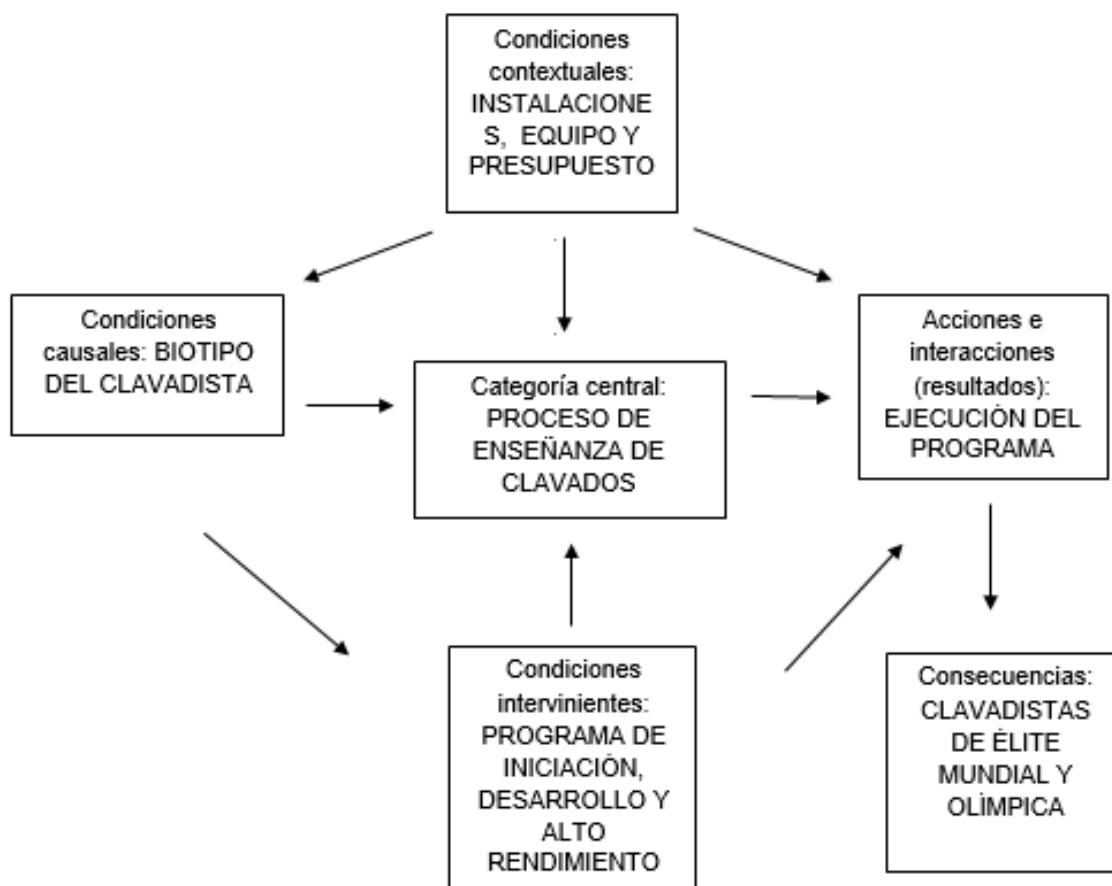 Condiciones
contextuales:
INSTALACIONE
S, EQUIPO Y
PRESUPUESTO
Condiciones
causales: BIOTIPO
DEL CLAVADISTA
Categoría central:
PROCESO DE
ENSEÑANZA DE
CLAVADOS
Acciones e
interacciones
(resultados):
EJECUCIÓN DEL
PROGRAMA
Condiciones
intervinientes:
PROGRAMA DE
INICIACIÓN,
DESARROLLO Y
ALTO
RENDIMIENTO
Consecuencias:
CLAVADISTAS
DE ÉLITE
MUNDIAL Y
OLÍMPICA